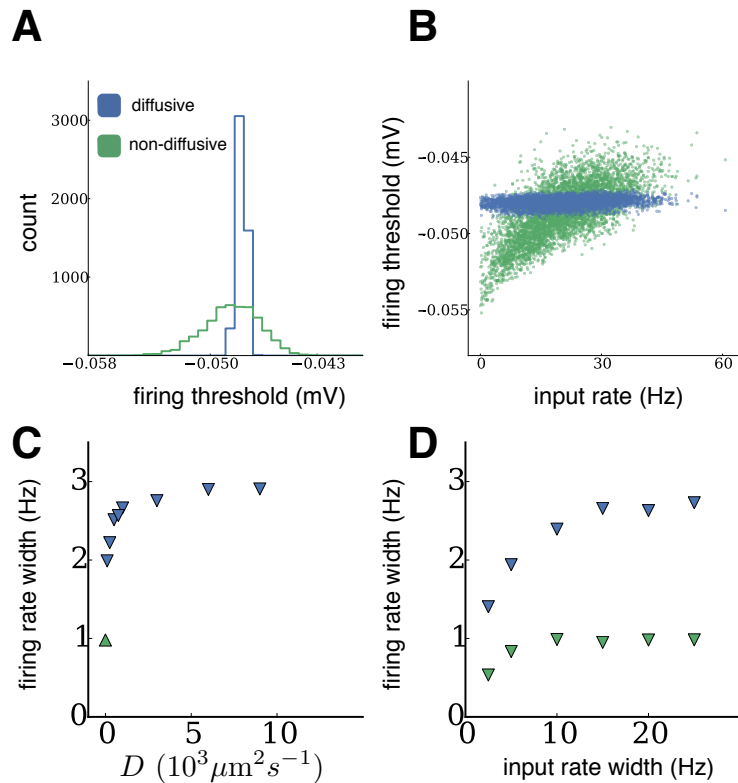 A
3000
2000
1000
count
diffusive
non-diffusive
−0.058
−0.050
−0.043
firing threshold (mV)
B
−0.045
−0.050
−0.055
firing threshold (mV)
0
30
60
input rate (Hz)
C
3
2
1
0
firing rate width (Hz)
0
5
10
D (10³μm²s⁻¹)
D
3
2
1
0
firing rate width (Hz)
0
10
20
input rate width (Hz)